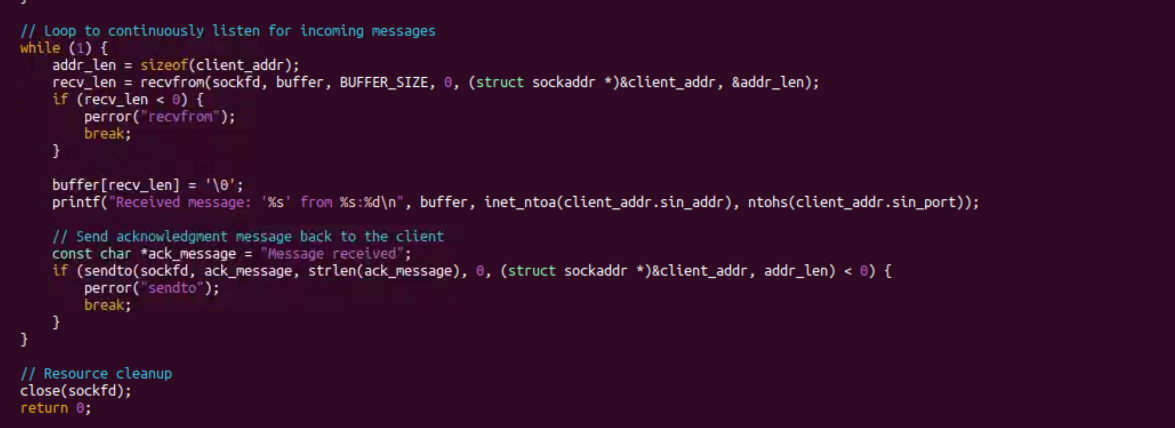 }
// Loop to continuously listen for incoming messages
while (1) {
    addr_len = sizeof(client_addr);
    recv_len = recvfrom(sockfd, buffer, BUFFER_SIZE, 0, (struct sockaddr *)&client_addr, &addr_len);
    if (recv_len < 0) {
        perror("recvfrom");
        break;
    }
    buffer[recv_len] = '\0';
    printf("Received message: '%s' from %s:%d\n", buffer, inet_ntoa(client_addr.sin_addr), ntohs(client_addr.sin_port));
    // Send acknowledgment message back to the client
    const char *ack_message = "Message received";
    if (sendto(sockfd, ack_message, strlen(ack_message), 0, (struct sockaddr *)&client_addr, addr_len) < 0) {
        perror("sendto");
        break;
    }
}
// Resource cleanup
close(sockfd);
return 0;